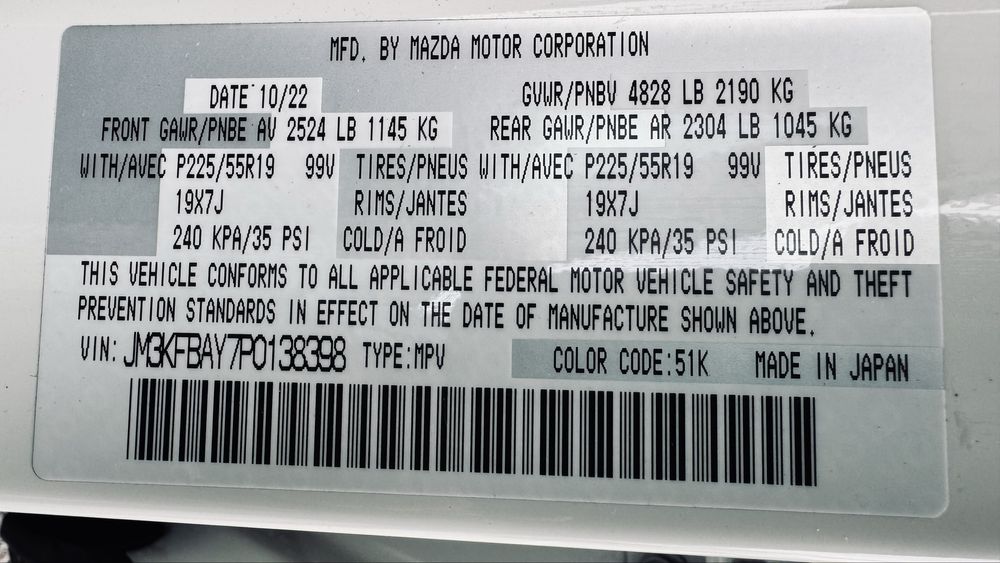 MFD. BY MAZDA MOTOR CORPORATION
DATE 10/22 GVWR/PNBV 4828 LB 2190 KG
FRONT GAWR/PNBE AV 2524 LB 1145 KG REAR GAWR/PNBE AR 2304 LB 1045 KG
WITH/AVEC P225/55R19 99V TIRES/PNEUS WITH/AVEC P225/55R19 99V TIRES/PNEUS
19X7J RIMS/JANTES 19X7J RIMS/JANTES
240 KPA/35 PSI COLD/A FROID 240 KPA/35 PSI COLD/A FROID
THIS VEHICLE CONFORMS TO ALL APPLICABLE FEDERAL MOTOR VEHICLE SAFETY AND THEFT
PREVENTION STANDARDS IN EFFECT ON THE DATE OF MANUFACTURE SHOWN ABOVE.
VIN: JM3KFBAY7P0138398 TYPE:MPV COLOR CODE:51K MADE IN JAPAN